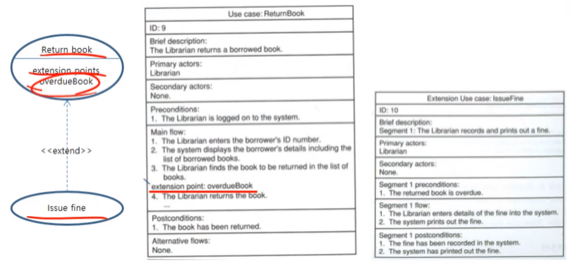 Return book
extension points
overdueBook
<<extend>>
Issue fine
Use case: ReturnBook
ID: 9
Brief description:
The Librarian returns a borrowed book.
Primary actors:
Librarian
Secondary actors:
None.
Preconditions:
1. The Librarian is logged on to the system.
Main flow:
1. The Librarian enters the borrower's ID number.
2. The system displays the borrower's details including the
list of borrowed books.
3. The Librarian finds the book to be returned in the list of
books.
extension point: overdueBook
4. The Librarian returns the book.
...
Postconditions:
1. The book has been returned.
Alternative flows:
None.
Extension Use case: IssueFine
ID: 10
Brief description:
Segment 1: The Librarian records and prints out a fine.
Primary actors:
Librarian
Secondary actors:
None.
Segment 1 preconditions:
1. The returned book is overdue.
Segment 1 flow:
1. The Librarian enters details of the fine into the system.
2. The system prints out the fine.
Segment 1 postconditions:
1. The fine has been recorded in the system.
2. The system has printed out the fine.